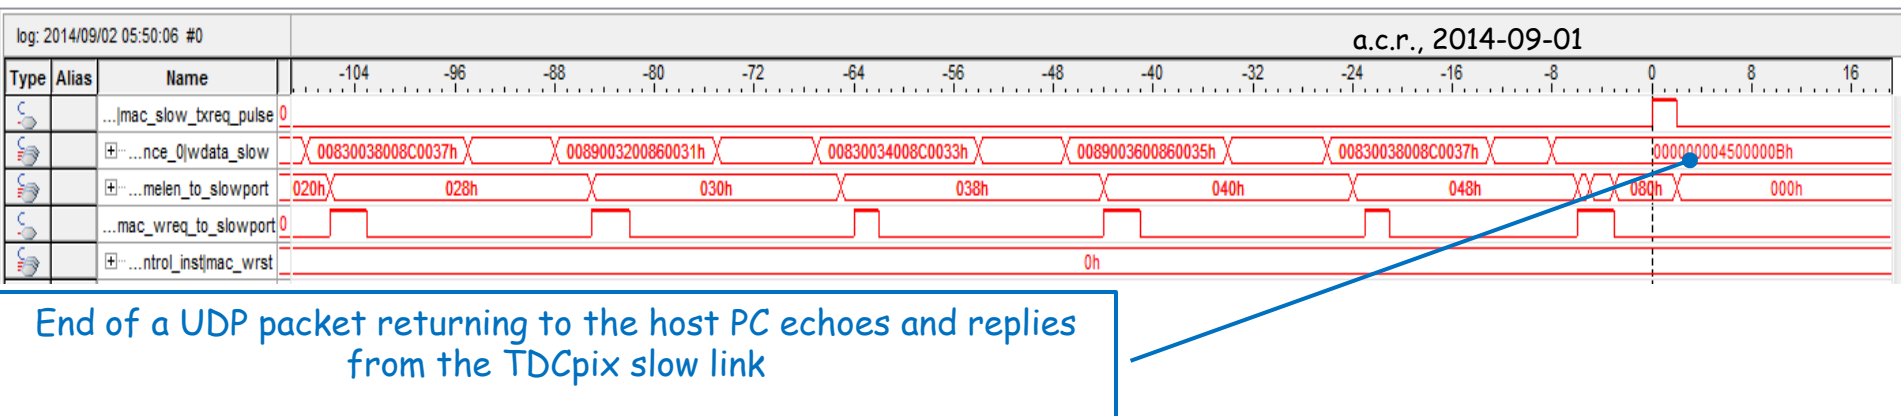 log: 2014/09/02 05:50:06 #0
a.c.r., 2014-09-01
Type Alias Name -104 -96 -88 -80 -72 -64 -56 -48 -40 -32 -24 -16 -8 0 8 16
...|mac_slow_txreq_pulse 0
...nce_0|wdata_slow 00830038008C0037h 0089003200860031h 00830034008C0033h 0089003600860035h 00830038008C0037h 000000004500000Bh
...melen_to_slowport 020h 028h 030h 038h 040h 048h 080h 000h
...mac_wreq_to_slowport 0
...ntrol_inst|mac_wrst 0h
End of a UDP packet returning to the host PC echoes and replies
from the TDCpix slow link